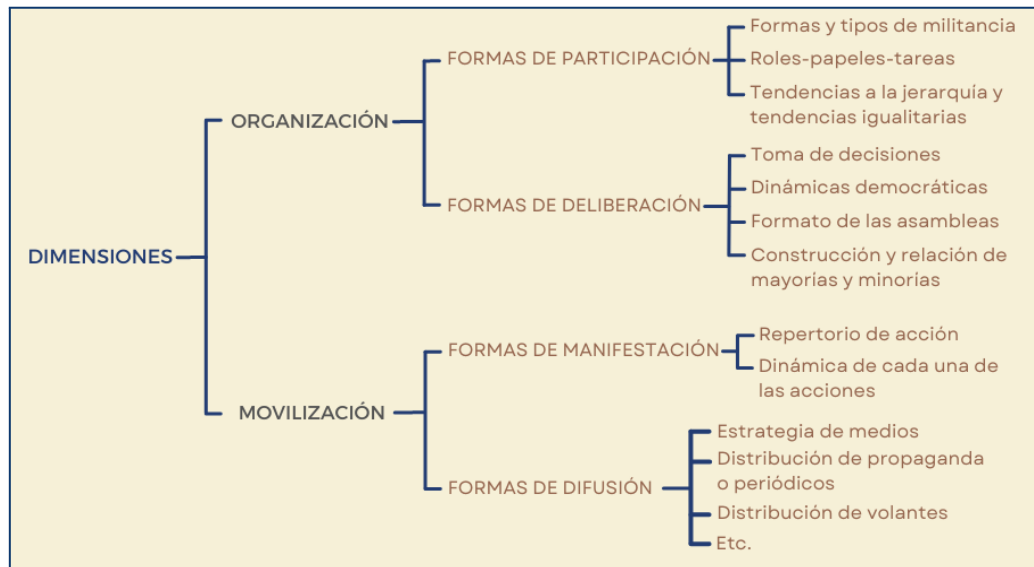 DIMENSIONES
ORGANIZACIÓN
FORMAS DE PARTICIPACIÓN
Formas y tipos de militancia
Roles-papeles-tareas
Tendencias a la jerarquía y
tendencias igualitarias
FORMAS DE DELIBERACIÓN
Toma de decisiones
Dinámicas democráticas
Formato de las asambleas
Construcción y relación de
mayorías y minorías
MOVILIZACIÓN
FORMAS DE MANIFESTACIÓN
Repertorio de acción
Dinámica de cada una de
las acciones
FORMAS DE DIFUSIÓN
Estrategia de medios
Distribución de propaganda
o periódicos
Distribución de volantes
Etc.